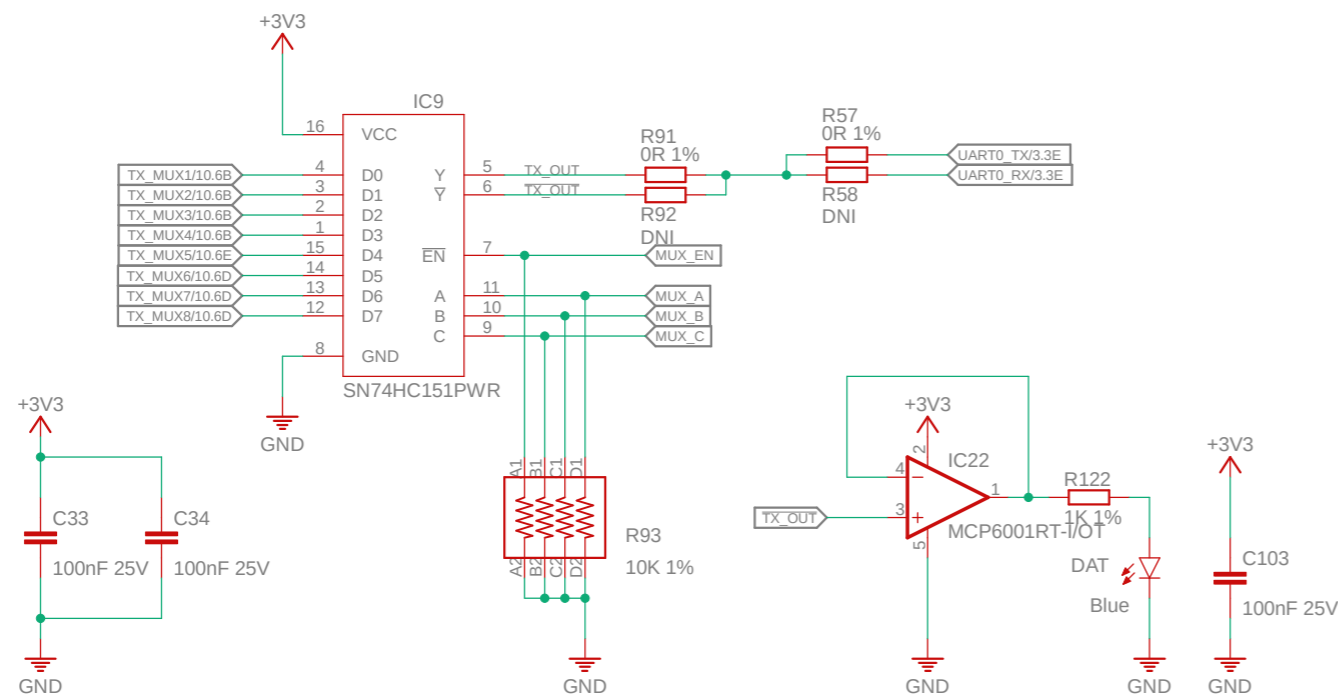 +3V3
IC9
16
VCC
TX_MUX1/10.6B
4
D0
TX_MUX2/10.6B
3
D1
TX_MUX3/10.6B
2
D2
TX_MUX4/10.6B
1
D3
TX_MUX5/10.6E
15
D4
TX_MUX6/10.6D
14
D5
TX_MUX7/10.6D
13
D6
TX_MUX8/10.6D
12
D7
8
GND
Y
5
TX_OUT
Y
6
TX_OUT
EN
7
MUX_EN
A
11
MUX_A
B
10
MUX_B
C
9
MUX_C
SN74HC151PWR
GND
R91
0R 1%
R92
DNI
R57
0R 1%
R58
DNI
UART0_TX/3.3E
UART0_RX/3.3E
+3V3
C33
100nF 25V
C34
100nF 25V
GND
A1
B1
C1
D1
R93
10K 1%
A2
B2
C2
D2
GND
+3V3
2
IC22
4
−
1
TX_OUT
3
+
MCP6001RT-I/OT
5
GND
R122
1K 1%
DAT
Blue
GND
+3V3
C103
100nF 25V
GND